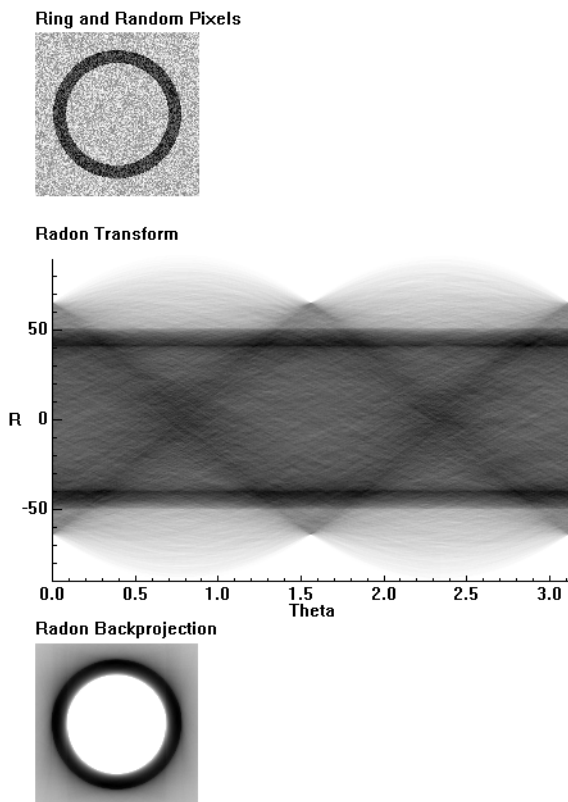 Ring and Random Pixels
Radon Transform
50
R 0
-50
0.0 0.5 1.0 1.5 2.0 2.5 3.0
Theta
Radon Backprojection